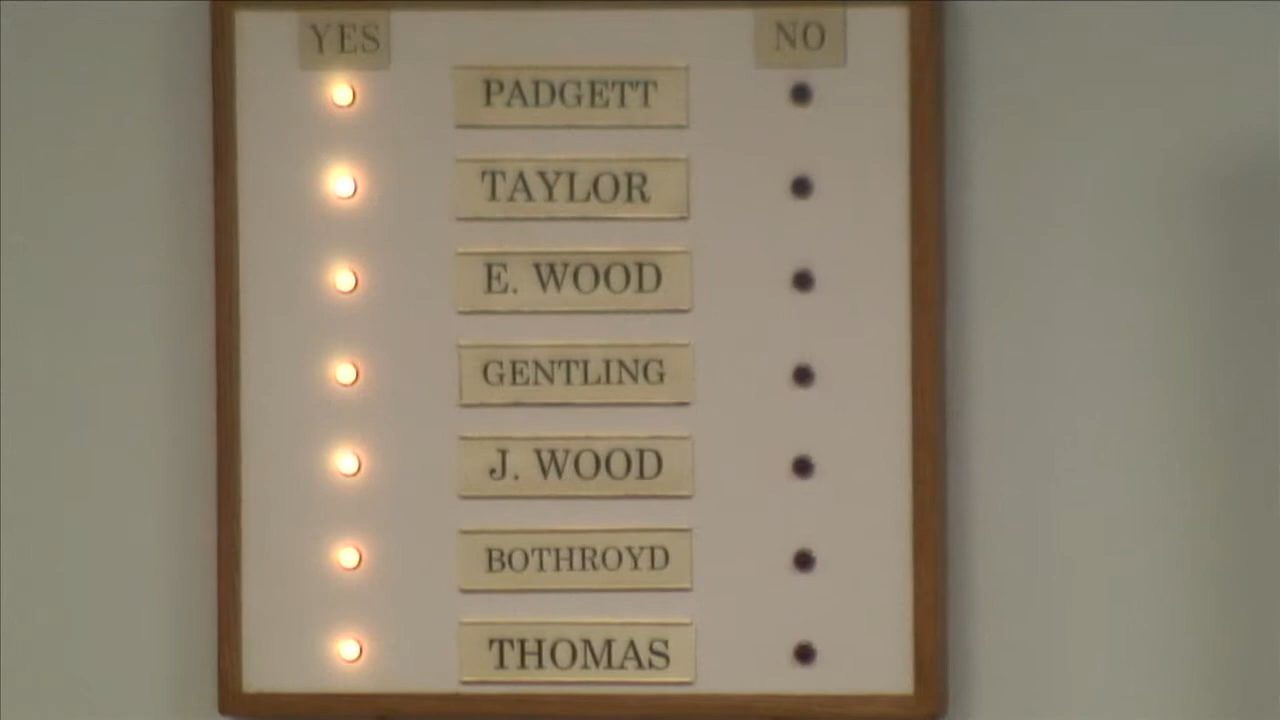 YES NO
PADGETT
TAYLOR
E. WOOD
GENTLING
J. WOOD
BOTHROYD
THOMAS